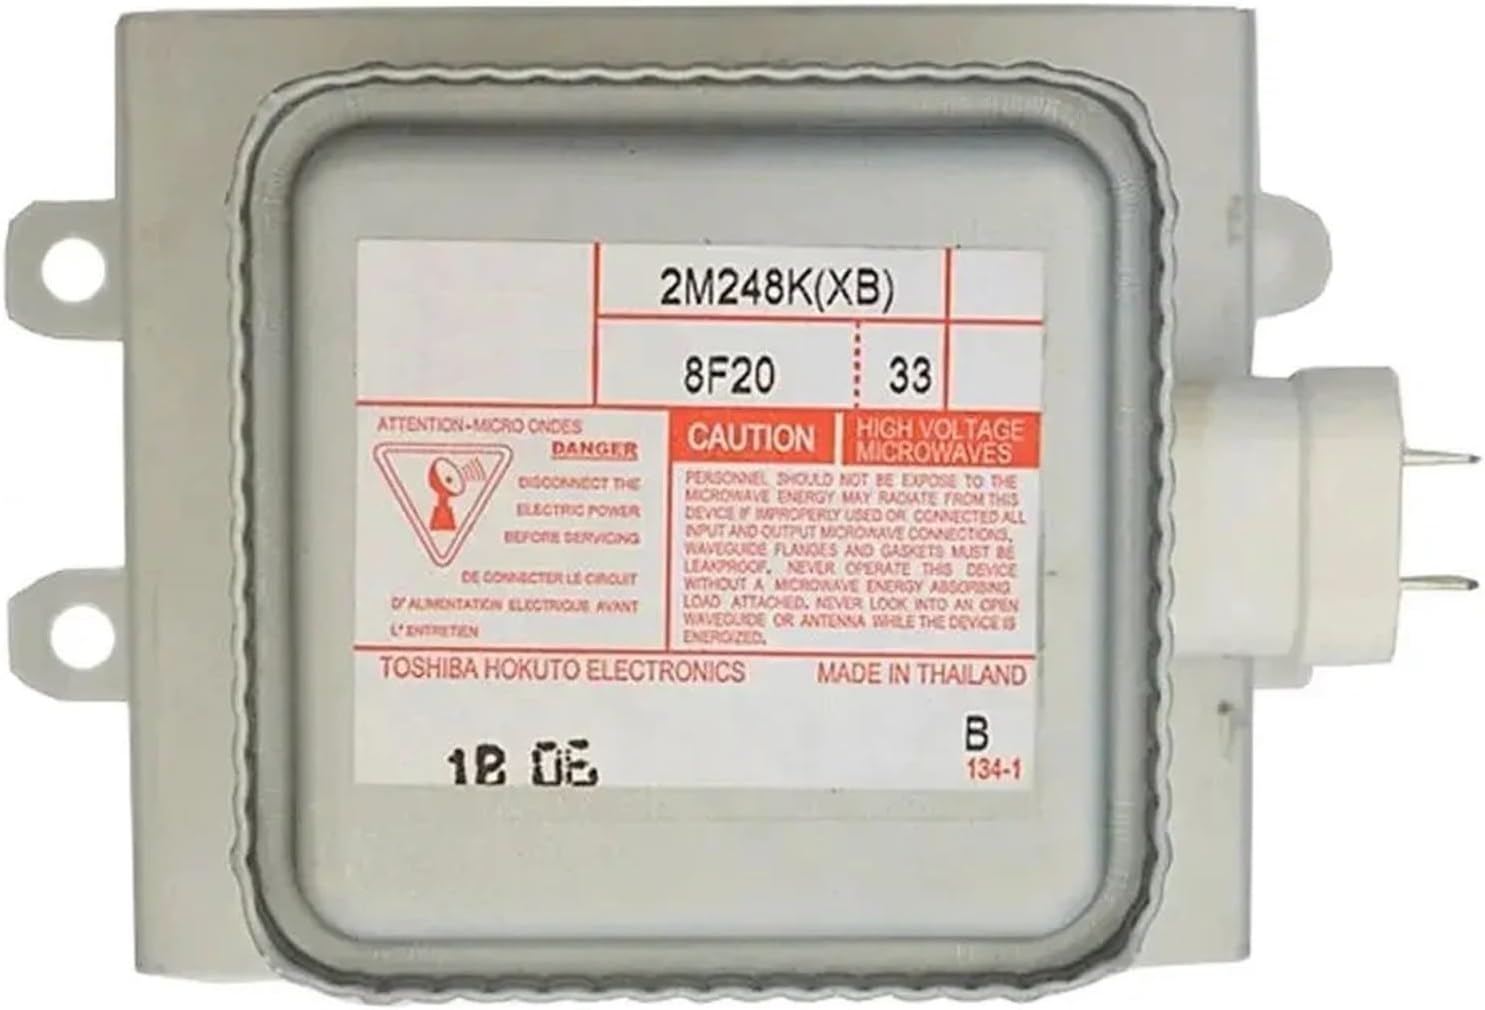 2M248K(XB)
8F20 33
ATTENTION-MICRO ONDES
DANGER
DISCONNECT THE
ELECTRIC POWER
BEFORE SERVICING
DE CONNECTER LE CIRCUIT
D' ALIMENTATION ELECTRIQUE AVANT
L' ENTRETIEN
CAUTION
HIGH VOLTAGE
MICROWAVES
PERSONNEL SHOULD NOT BE EXPOSE TO THE
MICROWAVE ENERGY MAY RADIATE FROM THIS
DEVICE IF IMPROPERLY USED OR CONNECTED. ALL
INPUT AND OUTPUT MICROWAVE CONNECTIONS,
WAVEGUIDE FLANGES AND GASKETS MUST BE
LEAKPROOF. NEVER OPERATE THIS DEVICE
WITHOUT A MICROWAVE ENERGY ABSORBING
LOAD ATTACHED. NEVER LOOK INTO AN OPEN
WAVEGUIDE OR ANTENNA WHILE THE DEVICE IS
ENERGIZED.
TOSHIBA HOKUTO ELECTRONICS MADE IN THAILAND
B
134-1